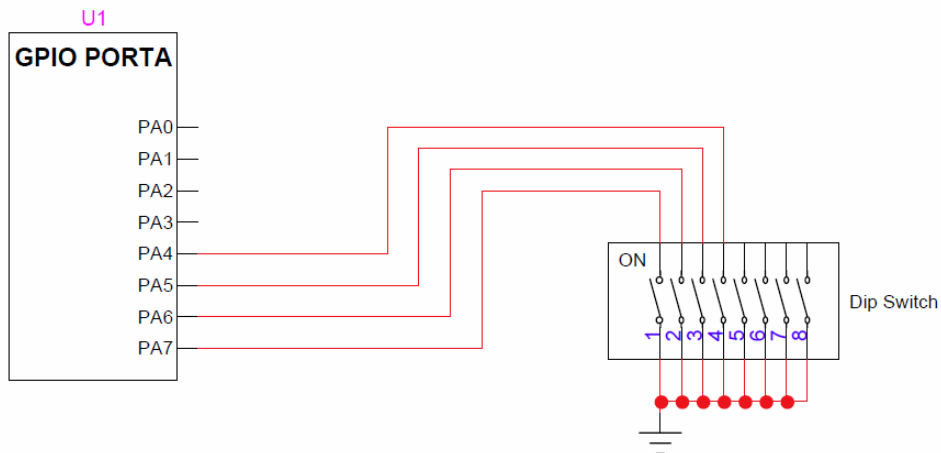 U1
GPIO PORTA
PA0
PA1
PA2
PA3
PA4
PA5
PA6
PA7
ON
1 2 3 4 5 6 7 8
Dip Switch